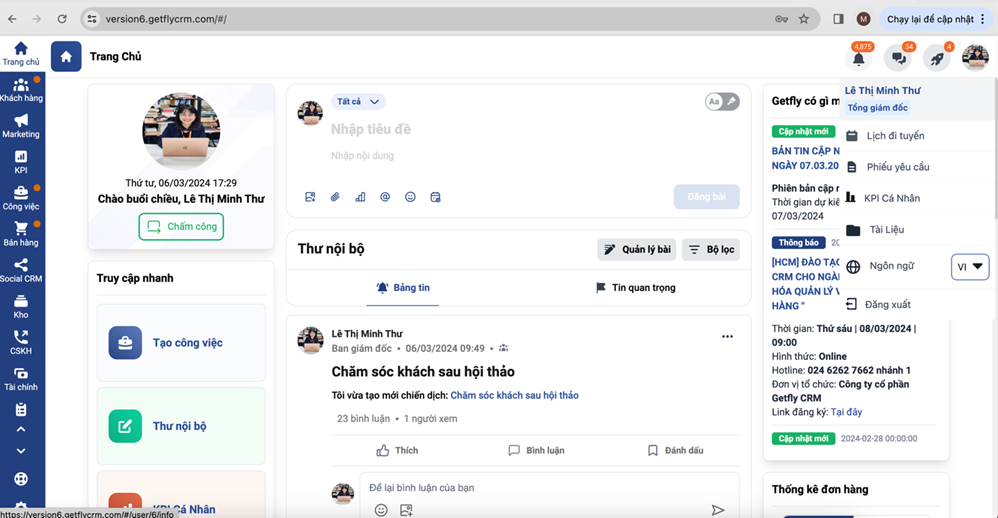 version6.getflycrm.com/#/
M
Chạy lại để cập nhật
Trang chủ
Khách hàng
Marketing
KPI
Công việc
Bán hàng
Social CRM
Kho
CSKH
Tài chính
Trang Chủ
4,875
34
4
Thứ tư, 06/03/2024 17:29
Chào buổi chiều, Lê Thị Minh Thư
Chấm công
Truy cập nhanh
Tạo công việc
Thư nội bộ
KPI Cá Nhân
Tất cả
Aa
Nhập tiêu đề
Nhập nội dung
Đăng bài
Thư nội bộ
Quản lý bài
Bộ lọc
Bảng tin
Tin quan trọng
Lê Thị Minh Thư
Ban giám đốc • 06/03/2024 09:49 •
Chăm sóc khách sau hội thảo
Tôi vừa tạo mới chiến dịch: Chăm sóc khách sau hội thảo
23 bình luận • 1 người xem
Thích
Bình luận
Đánh dấu
Để lại bình luận của bạn
Getfly có gì m
Cập nhật mới
BẢN TIN CẬP N
NGÀY 07.03.20
Phiên bản cập r
Thời gian dự kiế
07/03/2024
Thông báo
20
[HCM] ĐÀO TẠO
CRM CHO NGÀN
HÓA QUẢN LÝ V
HÀNG "
Thời gian: Thứ sáu | 08/03/2024 |
09:00
Hình thức: Online
Hotline: 024 6262 7662 nhánh 1
Đơn vị tổ chức: Công ty cổ phần
Getfly CRM
Link đăng ký: Tại đây
Cập nhật mới
2024-02-28 00:00:00
Thống kê đơn hàng
Lê Thị Minh Thư
Tổng giám đốc
Lịch đi tuyến
Phiếu yêu cầu
KPI Cá Nhân
Tài Liệu
Ngôn ngữ
VI
Đăng xuất
https://version6.getflycrm.com/#/user/6/info